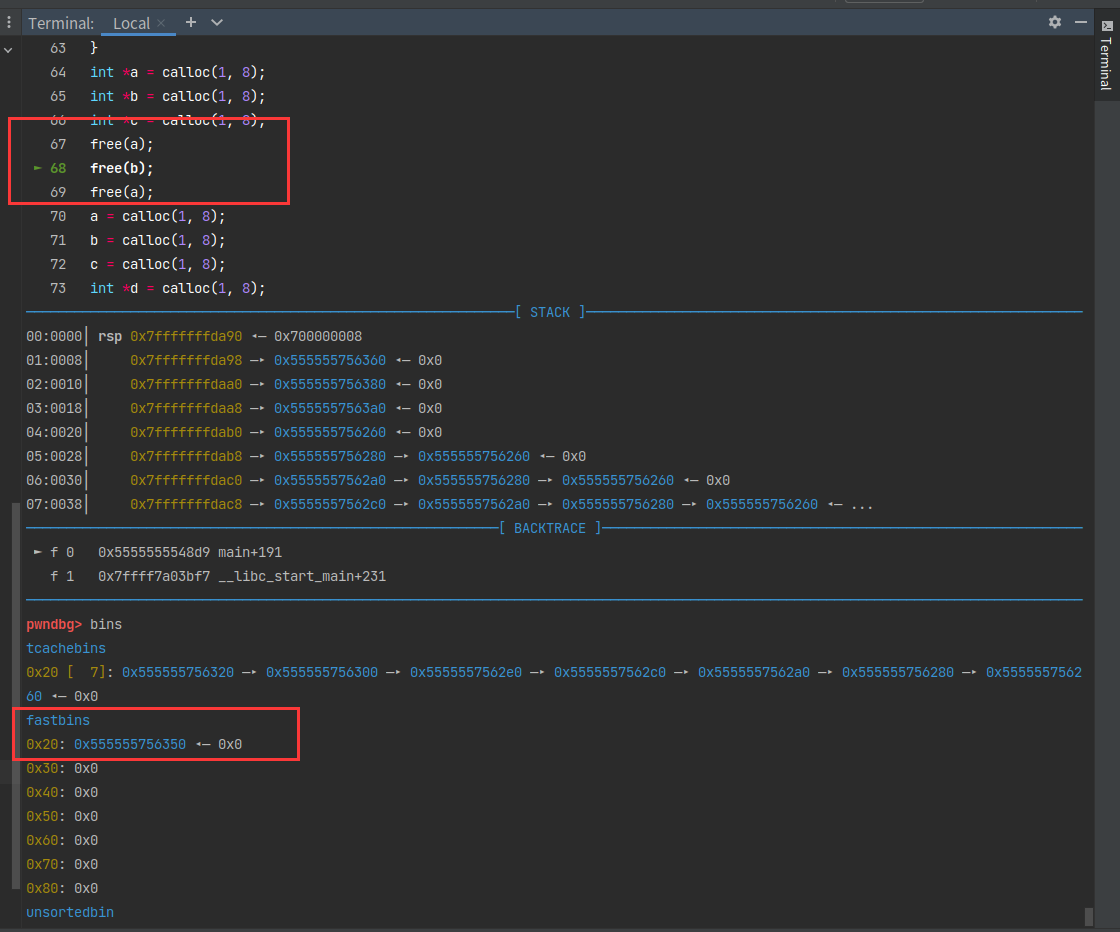 Terminal: Local × +
Terminal
63 }
64 int *a = calloc(1, 8);
65 int *b = calloc(1, 8);
66 int *c = calloc(1, 8);
67 free(a);
► 68 free(b);
69 free(a);
70 a = calloc(1, 8);
71 b = calloc(1, 8);
72 c = calloc(1, 8);
73 int *d = calloc(1, 8);
[ STACK ]
00:0000│ rsp 0x7fffffffda90 ◂— 0x700000008
01:0008│ 0x7fffffffda98 —▸ 0x555555756360 ◂— 0x0
02:0010│ 0x7fffffffdaa0 —▸ 0x555555756380 ◂— 0x0
03:0018│ 0x7fffffffdaa8 —▸ 0x5555557563a0 ◂— 0x0
04:0020│ 0x7fffffffdab0 —▸ 0x555555756260 ◂— 0x0
05:0028│ 0x7fffffffdab8 —▸ 0x555555756280 —▸ 0x555555756260 ◂— 0x0
06:0030│ 0x7fffffffdac0 —▸ 0x5555557562a0 —▸ 0x555555756280 —▸ 0x555555756260 ◂— 0x0
07:0038│ 0x7fffffffdac8 —▸ 0x5555557562c0 —▸ 0x5555557562a0 —▸ 0x555555756280 —▸ 0x555555756260 ◂— ...
[ BACKTRACE ]
► f 0 0x5555555548d9 main+191
f 1 0x7ffff7a03bf7 __libc_start_main+231
pwndbg> bins
tcachebins
0x20 [ 7]: 0x555555756320 —▸ 0x555555756300 —▸ 0x5555557562e0 —▸ 0x5555557562c0 —▸ 0x5555557562a0 —▸ 0x555555756280 —▸ 0x5555557562
60 ◂— 0x0
fastbins
0x20: 0x555555756350 ◂— 0x0
0x30: 0x0
0x40: 0x0
0x50: 0x0
0x60: 0x0
0x70: 0x0
0x80: 0x0
unsortedbin